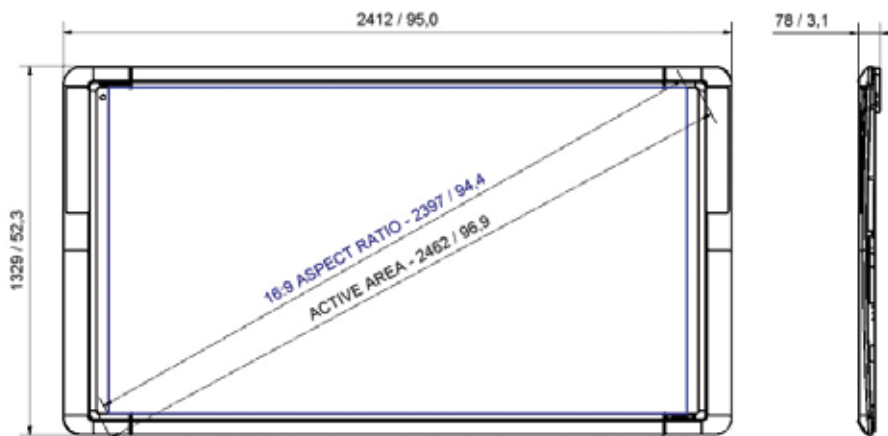 2412 / 95,0
78 / 3,1
1329 / 52,3
16:9 ASPECT RATIO - 2397 / 94,4
ACTIVE AREA - 2462 / 96,9